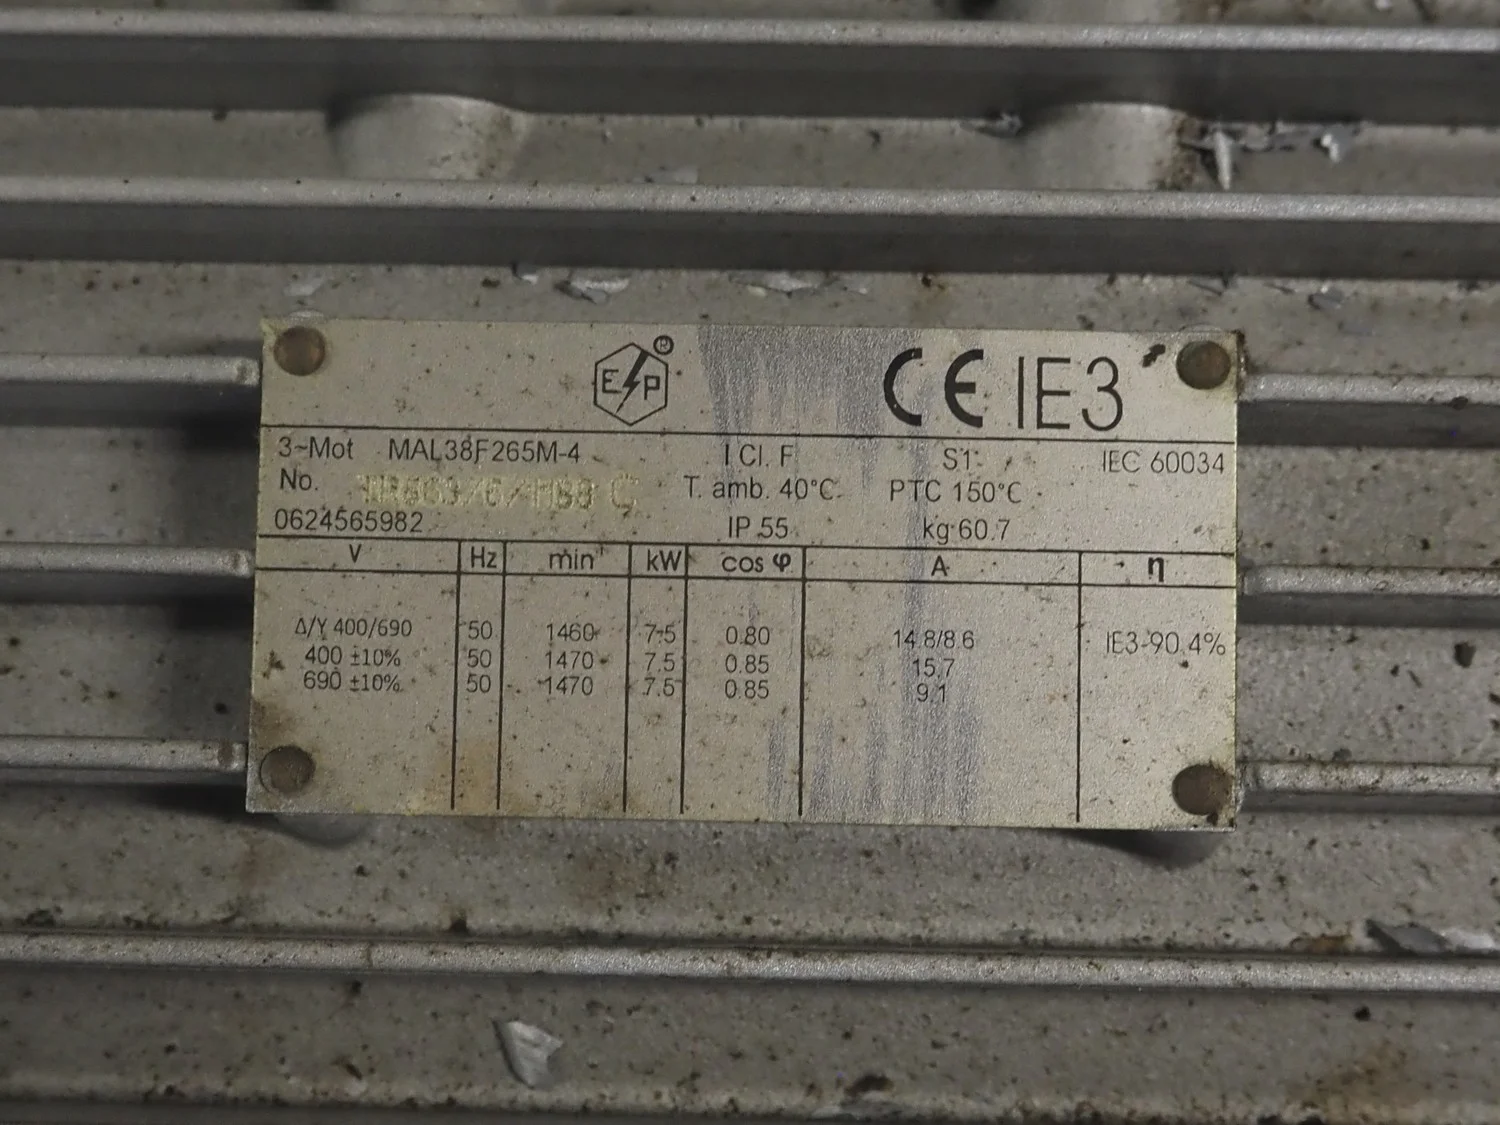 E P ®
CE IE3
3~Mot MAL38F265M-4 I Cl. F S1 IEC 60034
No. T. amb. 40°C PTC 150°C
0624565982 IP 55 kg 60.7
V Hz min kW cos φ A η
Δ/Y 400/690 50 1460 7.5 0.80 14.8/8.6 IE3-90.4%
400 ±10% 50 1470 7.5 0.85 15.7
690 ±10% 50 1470 7.5 0.85 9.1